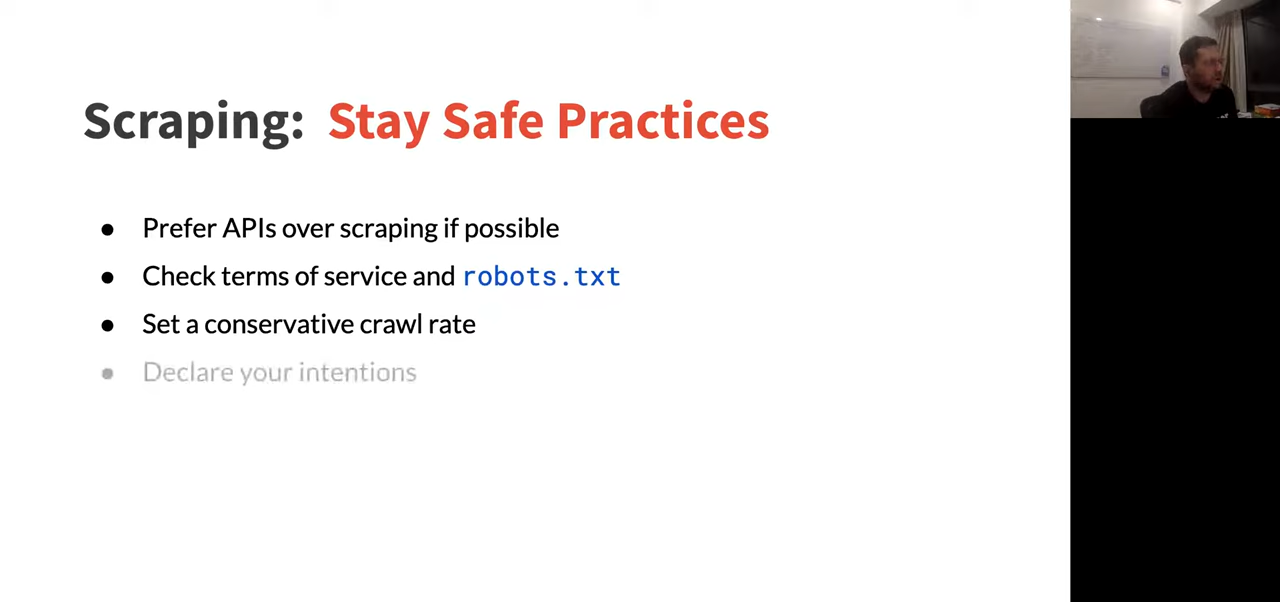 Scraping: Stay Safe Practices
● Prefer APIs over scraping if possible
● Check terms of service and robots.txt
● Set a conservative crawl rate
● Declare your intentions